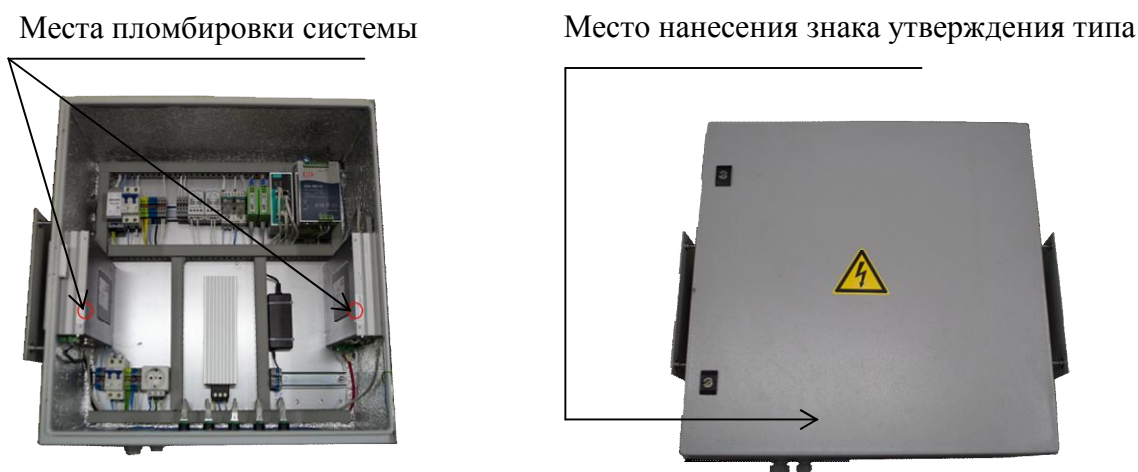 Места пломбировки системы
Место нанесения знака утверждения типа